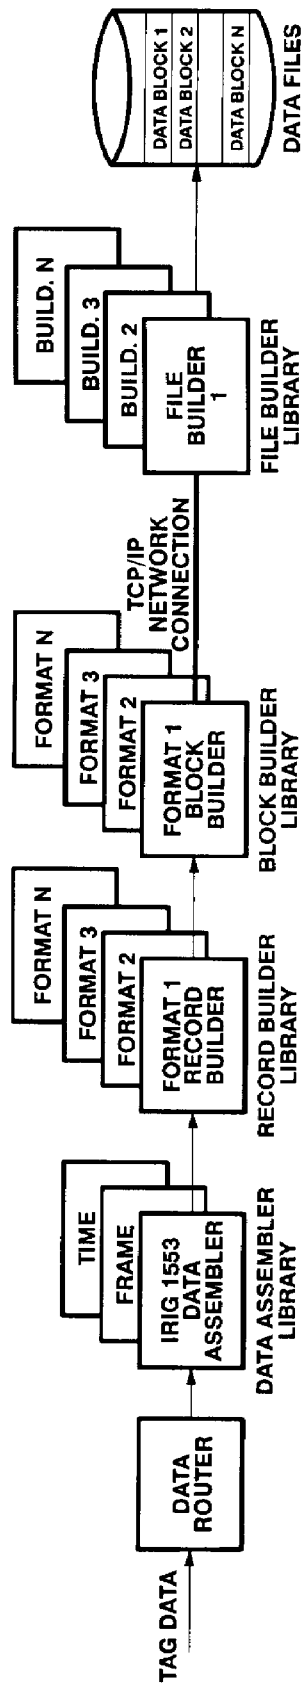 TAG DATA
DATA
ROUTER
TIME
FRAME
IRIG 1553
DATA
ASSEMBLER
DATA ASSEMBLER
LIBRARY
FORMAT N
FORMAT 3
FORMAT 2
FORMAT 1
RECORD
BUILDER
RECORD BUILDER
LIBRARY
FORMAT N
FORMAT 3
FORMAT 2
FORMAT 1
BLOCK
BUILDER
BLOCK BUILDER
LIBRARY
TCP/IP
NETWORK
CONNECTION
BUILD. N
BUILD. 3
BUILD. 2
FILE
BUILDER
1
FILE BUILDER
LIBRARY
DATA BLOCK 1
DATA BLOCK 2
DATA BLOCK N
DATA FILES